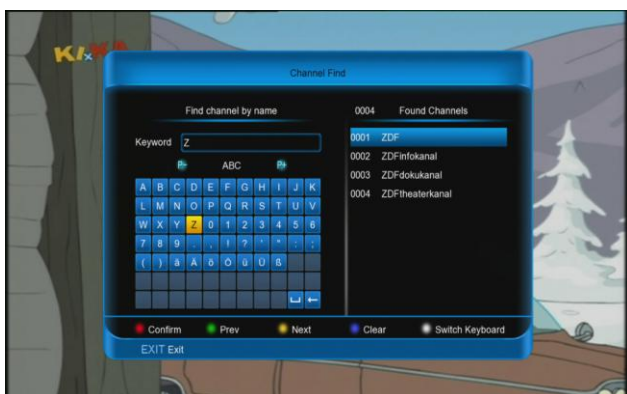 KI.KA
Channel Find
Find channel by name
Keyword Z
P- ABC P+
A B C D E F G H I J K
L M N O P Q R S T U V
W X Y Z 0 1 2 3 4 5 6
7 8 9 . , ! ? ' " : ;
( ) ä Ä ö Ö ü Ü ß
0004 Found Channels
0001 ZDF
0002 ZDFinfokanal
0003 ZDFdokukanal
0004 ZDFtheaterkanal
Confirm Prev Next Clear Switch Keyboard
EXIT Exit